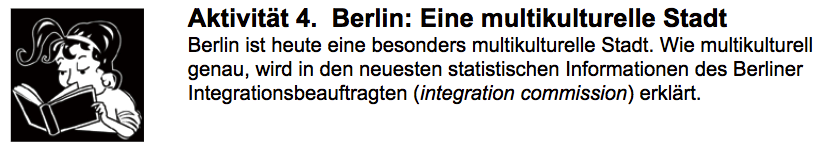 Aktivität 4.  Berlin: Eine multikulturelle Stadt
Berlin ist heute eine besonders multikulturelle Stadt. Wie multikulturell
genau, wird in den neuesten statistischen Informationen des Berliner
Integrationsbeauftragten (integration commission) erklärt.